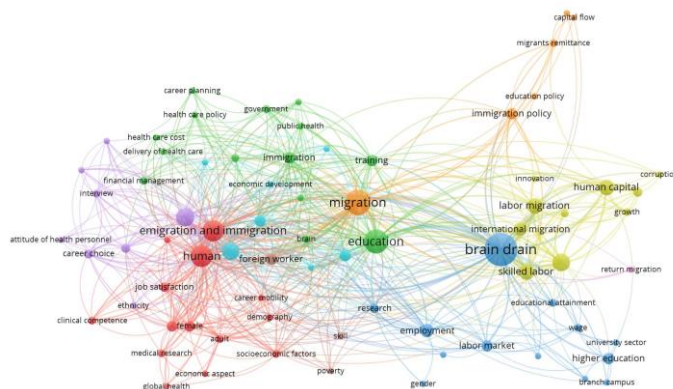 capital flow
migrants remittance
career planning
education policy
government
health care policy
immigration policy
public health
health care cost
delivery of health care
immigration
training
innovation
corruption
interview
financial management
economic development
human capital
migration
labor migration
growth
emigration and immigration
international migration
attitude of health personnel
brain
education
brain drain
career choice
human
foreign worker
skilled labor
return migration
job satisfaction
career mobility
ethnicity
research
educational attainment
clinical competence
female
demography
employment
wage
adult
skill
university sector
medical research
socioeconomic factors
labor market
higher education
economic aspect
poverty
global health
gender
branch campus